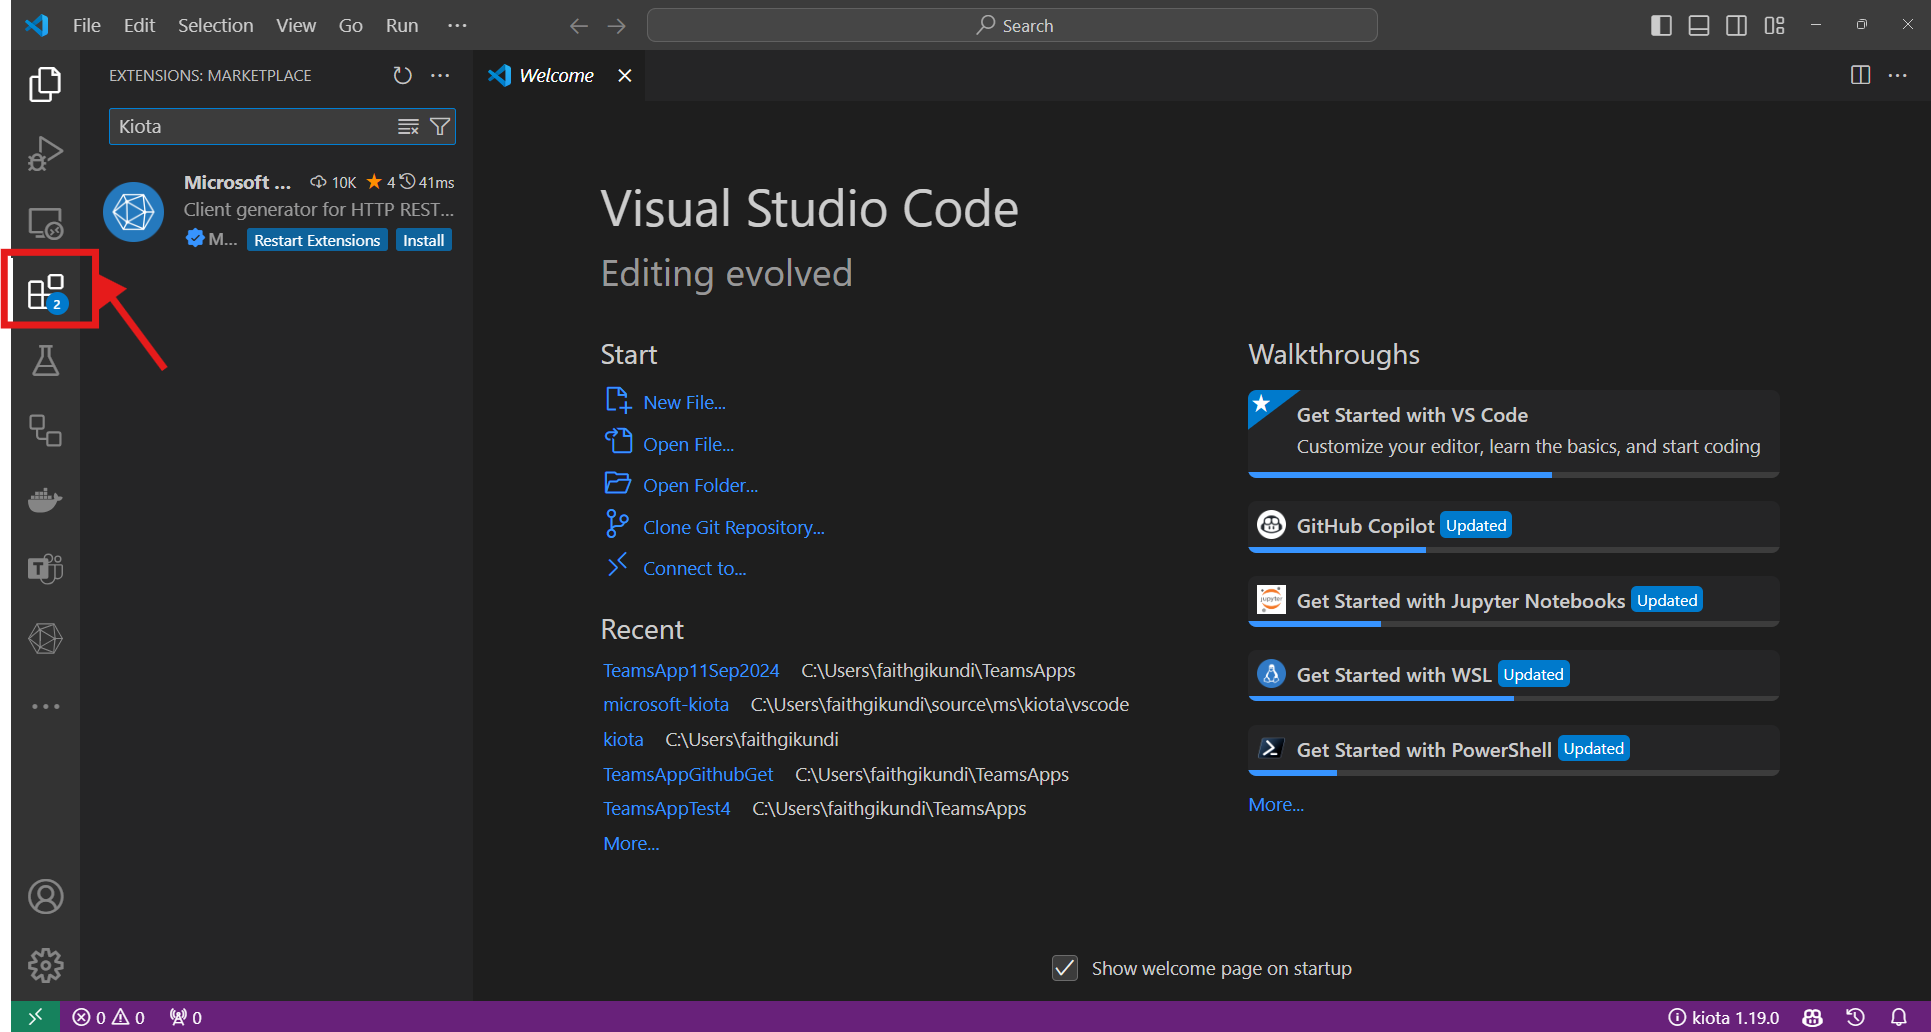 File Edit Selection View Go Run ···
Search
EXTENSIONS: MARKETPLACE
Kiota
Microsoft ... 10K 4 41ms
Client generator for HTTP REST...
M... Restart Extensions Install
2
Welcome
Visual Studio Code
Editing evolved
Start
New File...
Open File...
Open Folder...
Clone Git Repository...
Connect to...
Recent
TeamsApp11Sep2024 C:\Users\faithgikundi\TeamsApps
microsoft-kiota C:\Users\faithgikundi\source\ms\kiota\vscode
kiota C:\Users\faithgikundi
TeamsAppGithubGet C:\Users\faithgikundi\TeamsApps
TeamsAppTest4 C:\Users\faithgikundi\TeamsApps
More...
Walkthroughs
Get Started with VS Code
Customize your editor, learn the basics, and start coding
GitHub Copilot Updated
jupyter
Get Started with Jupyter Notebooks Updated
Get Started with WSL Updated
Get Started with PowerShell Updated
More...
Show welcome page on startup
0 0 0
kiota 1.19.0